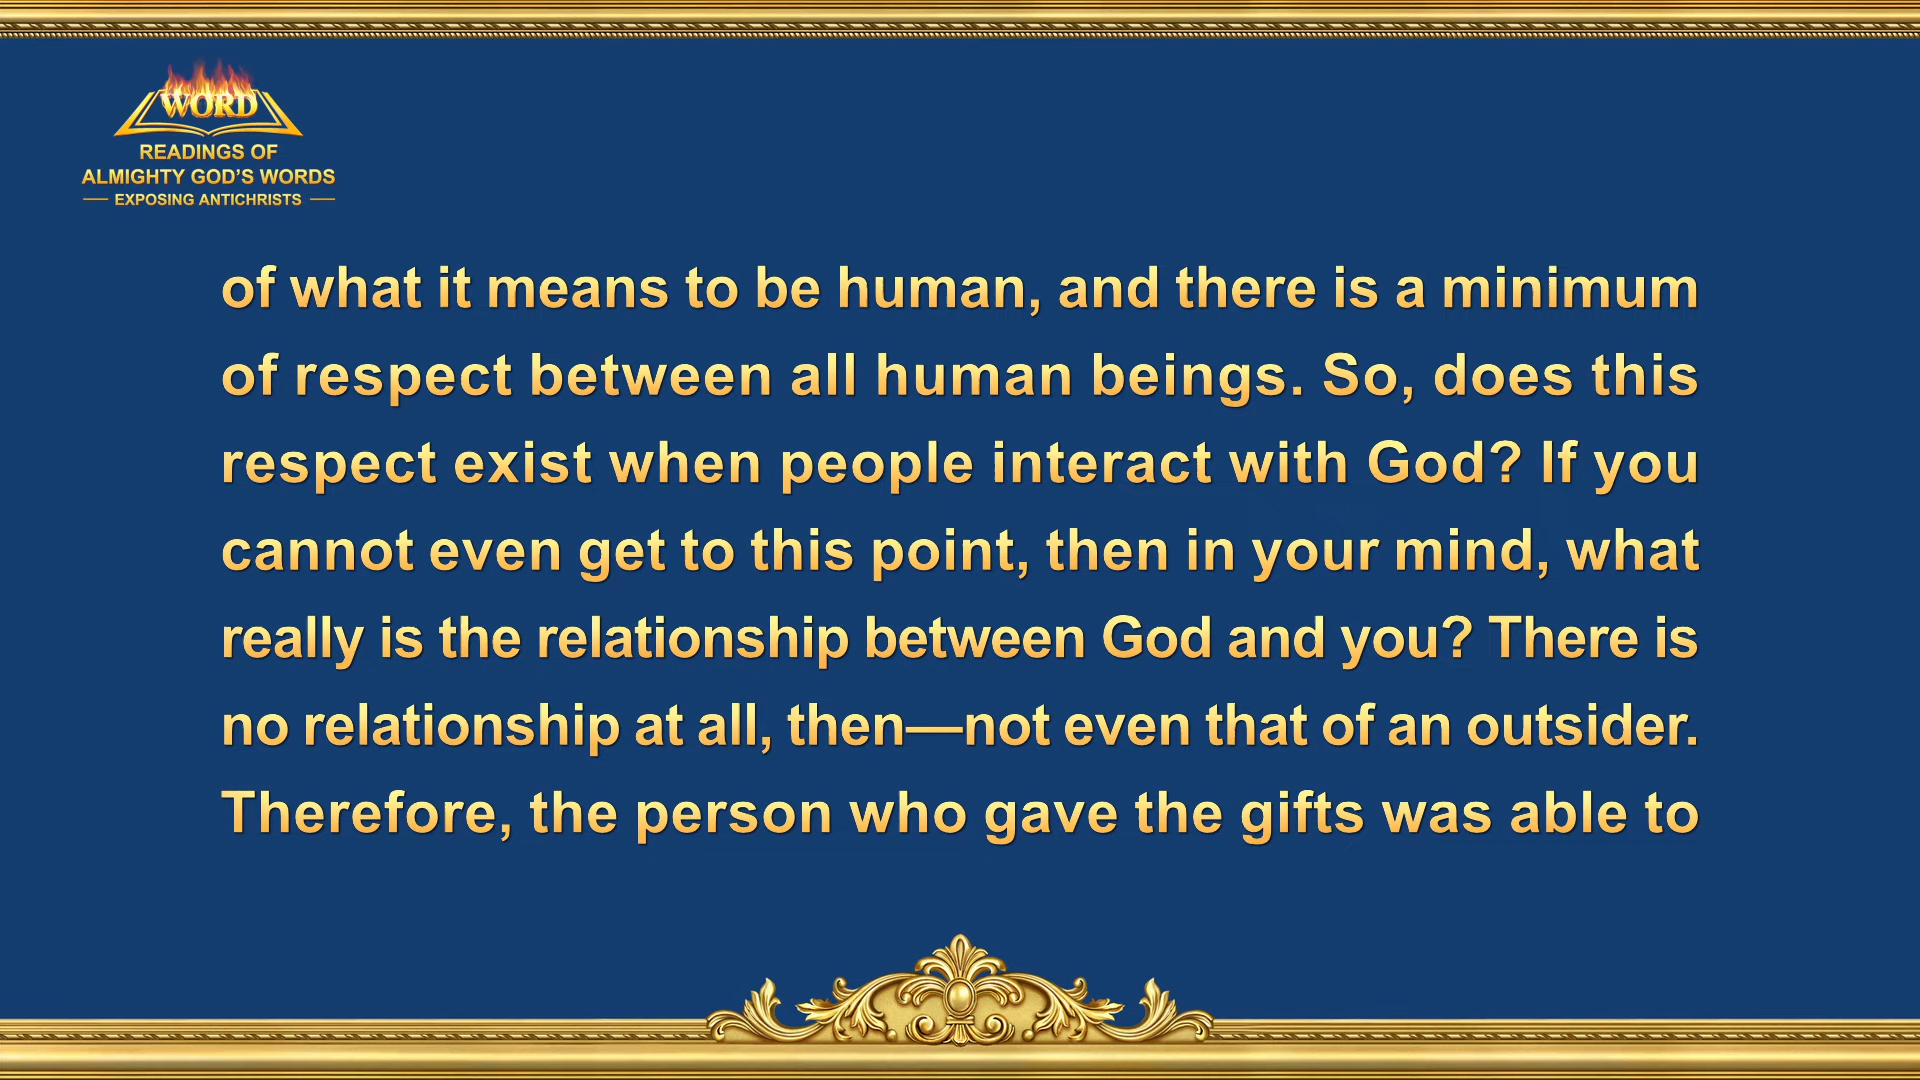 WORD
READINGS OF
ALMIGHTY GOD'S WORDS
EXPOSING ANTICHRISTS
of what it means to be human, and there is a minimum
of respect between all human beings. So, does this
respect exist when people interact with God? If you
cannot even get to this point, then in your mind, what
really is the relationship between God and you? There is
no relationship at all, then—not even that of an outsider.
Therefore, the person who gave the gifts was able to